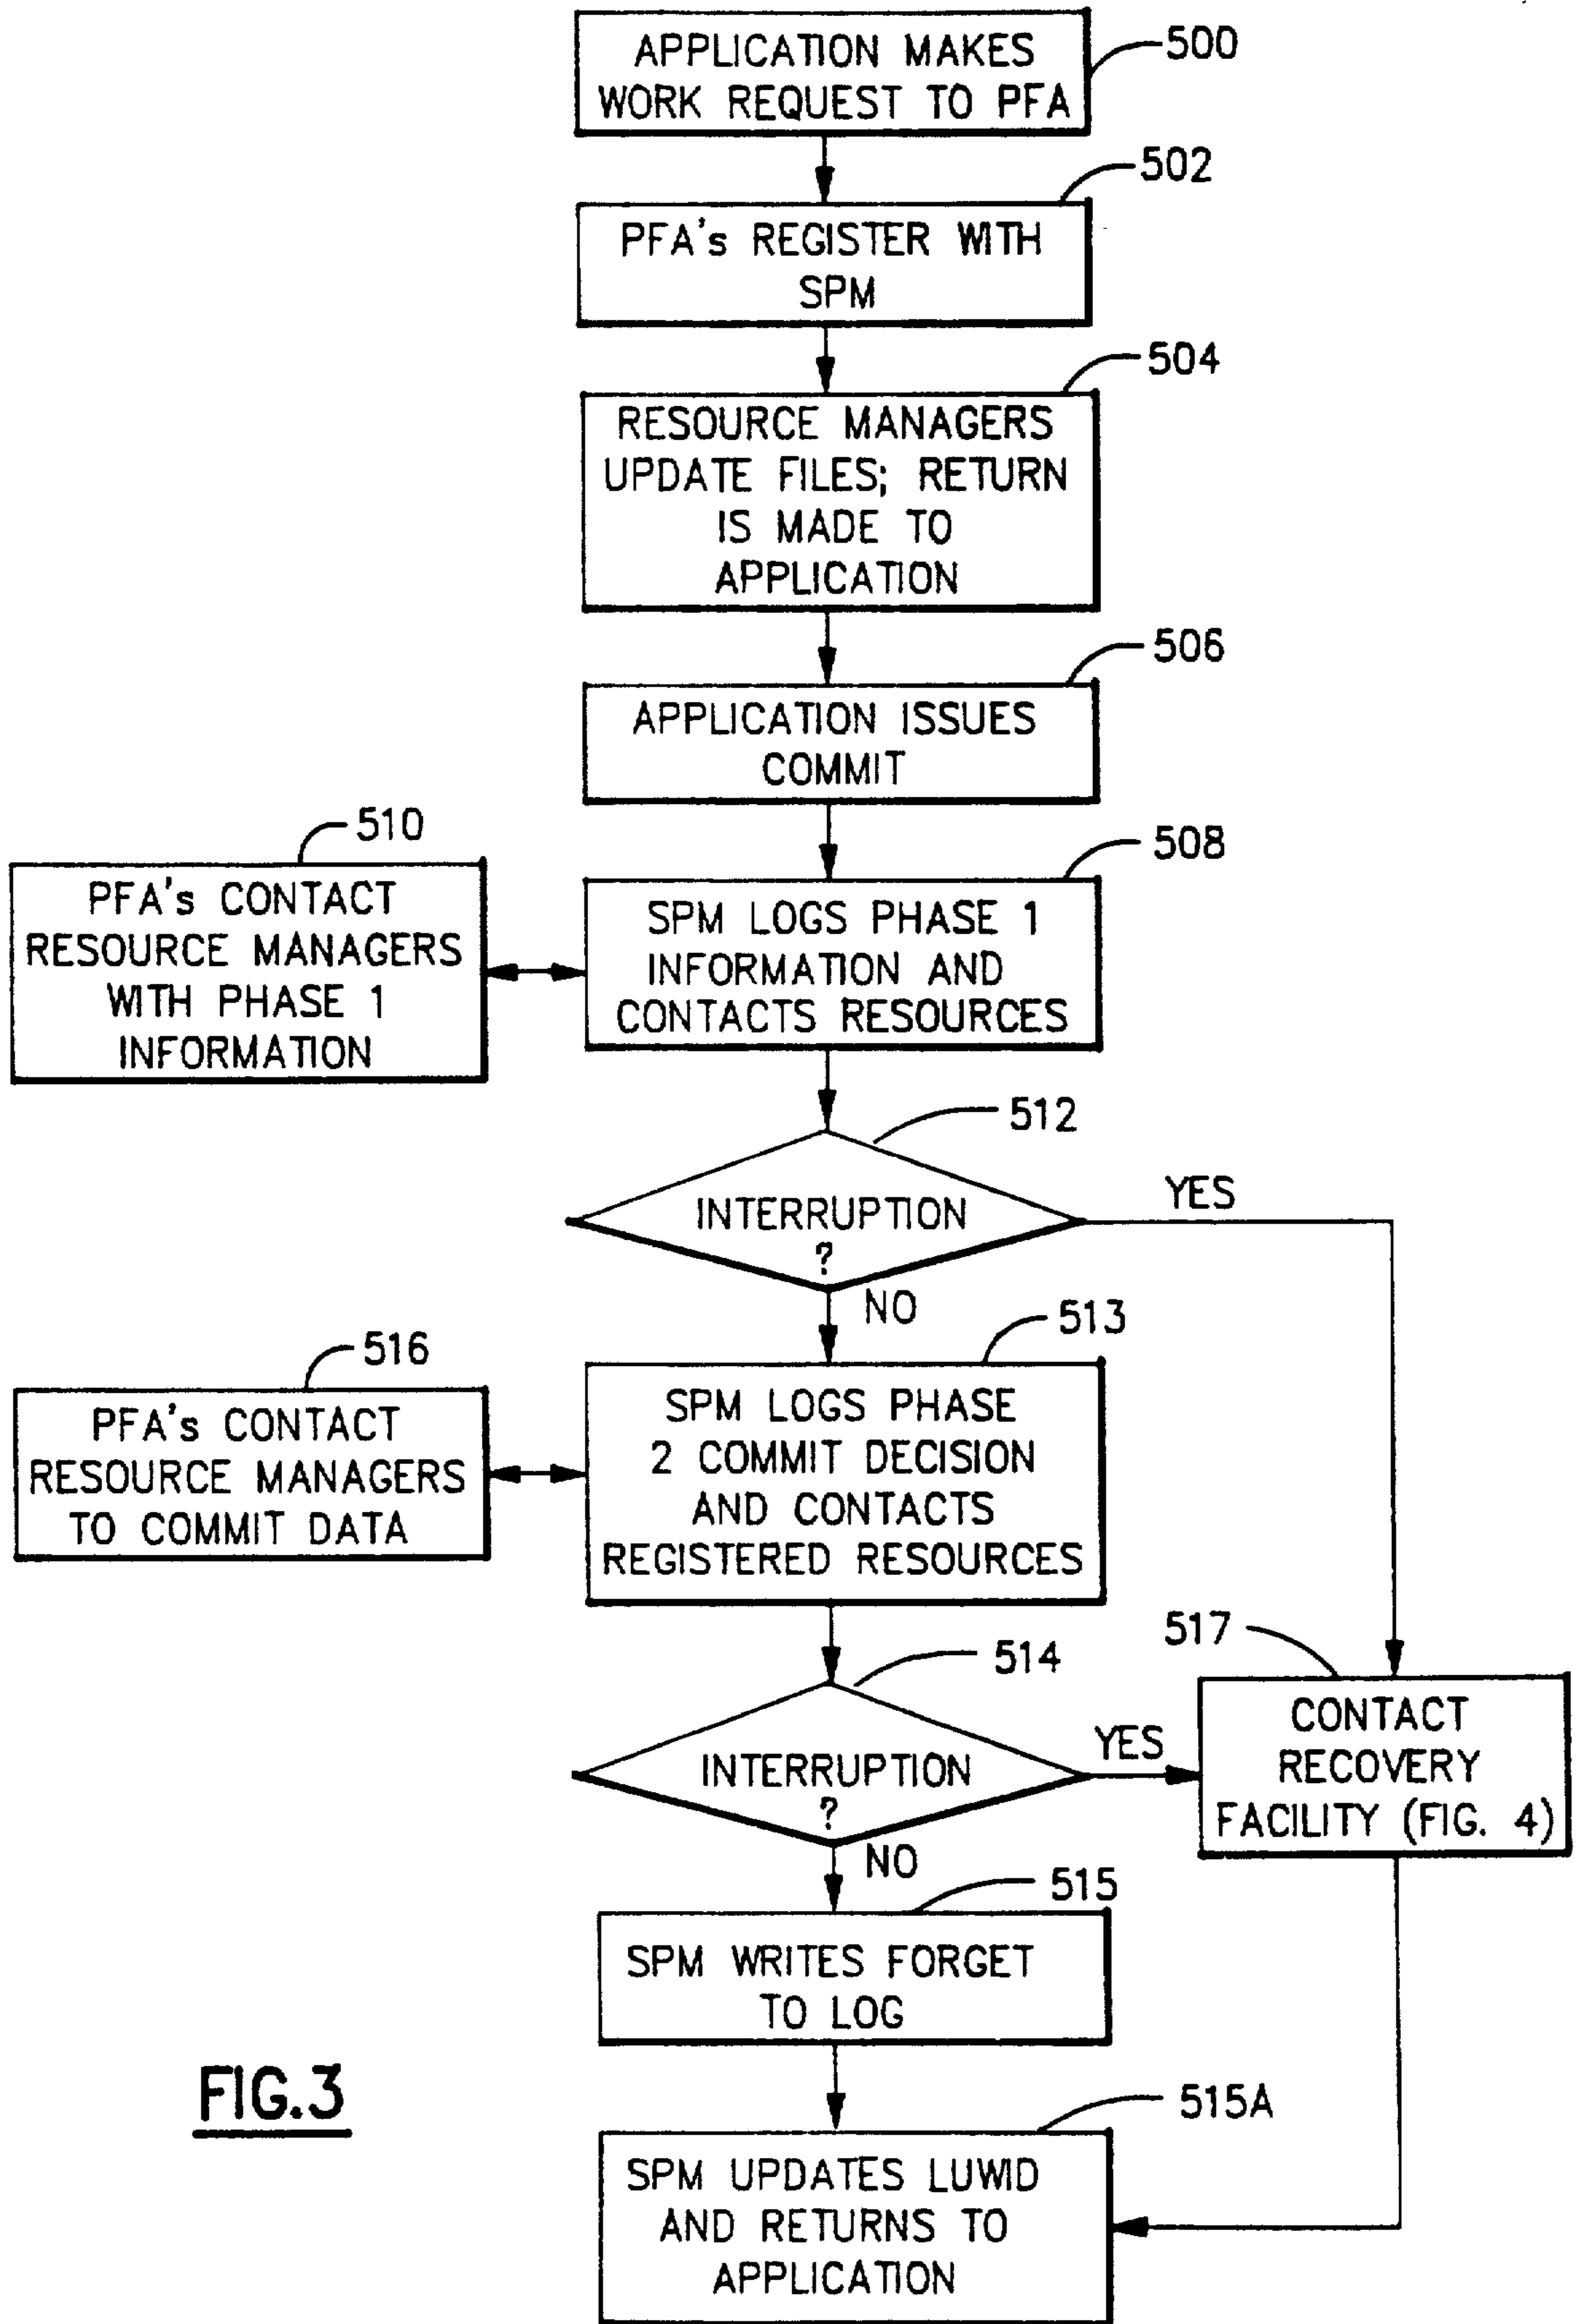 APPLICATION MAKES
WORK REQUEST TO PFA
500
502
PFA's REGISTER WITH
SPM
504
RESOURCE MANAGERS
UPDATE FILES; RETURN
IS MADE TO
APPLICATION
506
APPLICATION ISSUES
COMMIT
510
PFA's CONTACT
RESOURCE MANAGERS
WITH PHASE 1
INFORMATION
508
SPM LOGS PHASE 1
INFORMATION AND
CONTACTS RESOURCES
512
INTERRUPTION
?
YES
NO
516
PFA's CONTACT
RESOURCE MANAGERS
TO COMMIT DATA
513
SPM LOGS PHASE
2 COMMIT DECISION
AND CONTACTS
REGISTERED RESOURCES
514
INTERRUPTION
?
YES
NO
517
CONTACT
RECOVERY
FACILITY (FIG. 4)
515
SPM WRITES FORGET
TO LOG
515A
SPM UPDATES LUWID
AND RETURNS TO
APPLICATION
FIG.3